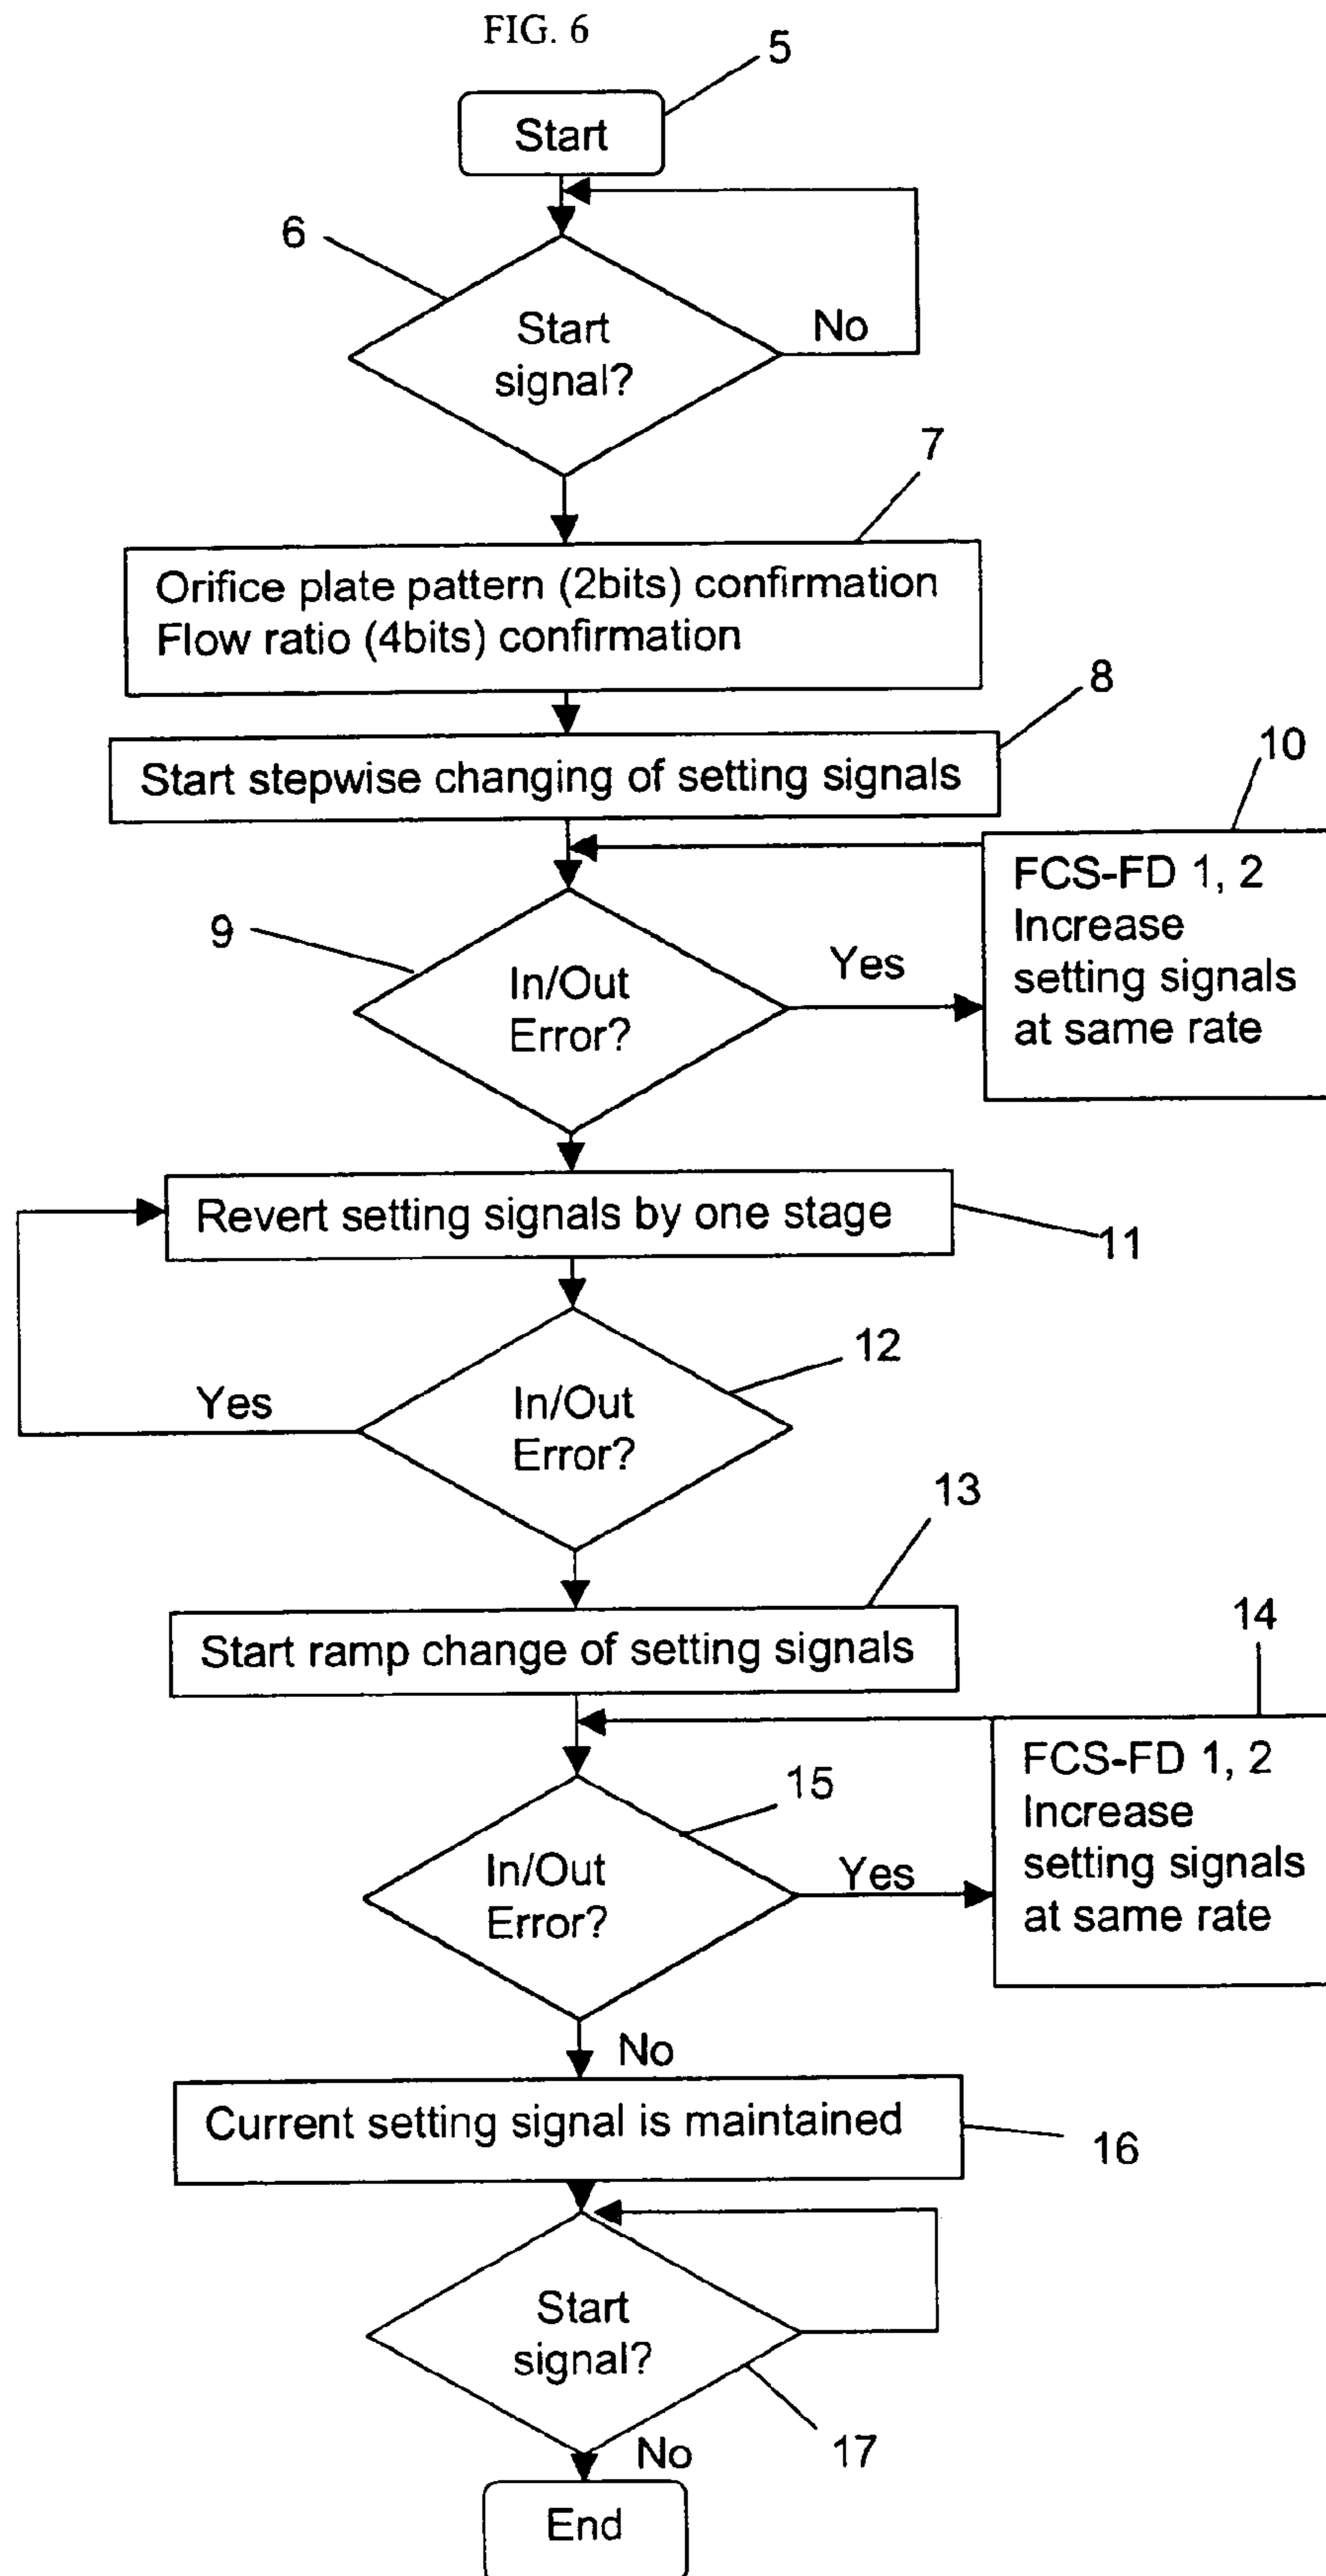 FIG. 6
5
Start
6
Start
signal?
No
7
Orifice plate pattern (2bits) confirmation
Flow ratio (4bits) confirmation
8
Start stepwise changing of setting signals
10
FCS-FD 1, 2
Increase
setting signals
at same rate
9
In/Out
Error?
Yes
Revert setting signals by one stage
11
12
In/Out
Error?
Yes
13
Start ramp change of setting signals
14
FCS-FD 1, 2
Increase
setting signals
at same rate
15
In/Out
Error?
Yes
No
Current setting signal is maintained
16
Start
signal?
17
No
End